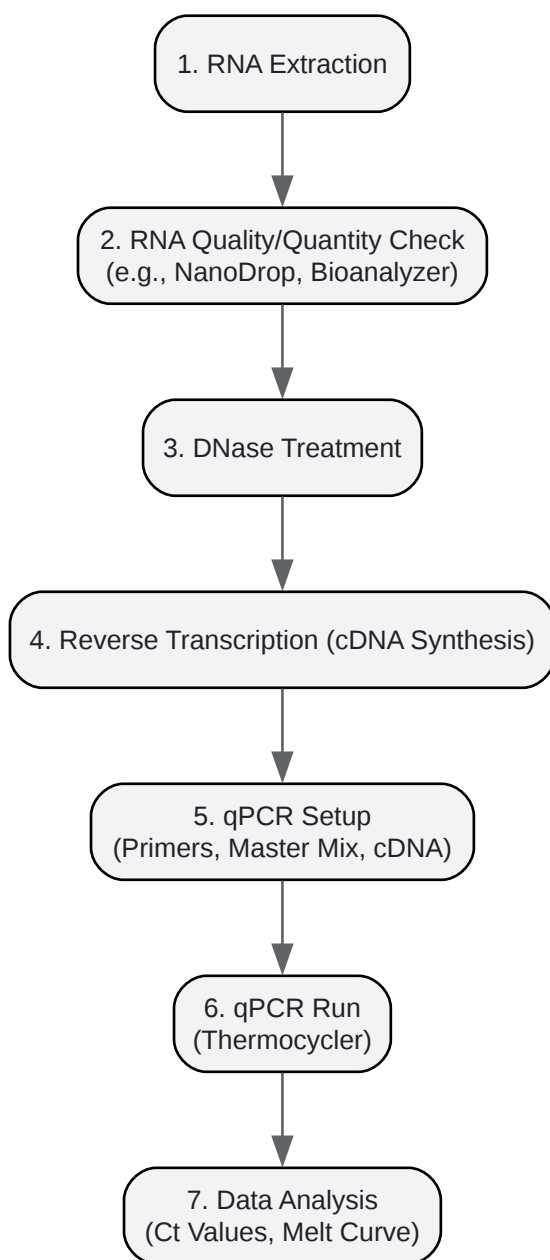 1. RNA Extraction
2. RNA Quality/Quantity Check
(e.g., NanoDrop, Bioanalyzer)
3. DNase Treatment
4. Reverse Transcription (cDNA Synthesis)
5. qPCR Setup
(Primers, Master Mix, cDNA)
6. qPCR Run
(Thermocycler)
7. Data Analysis
(Ct Values, Melt Curve)